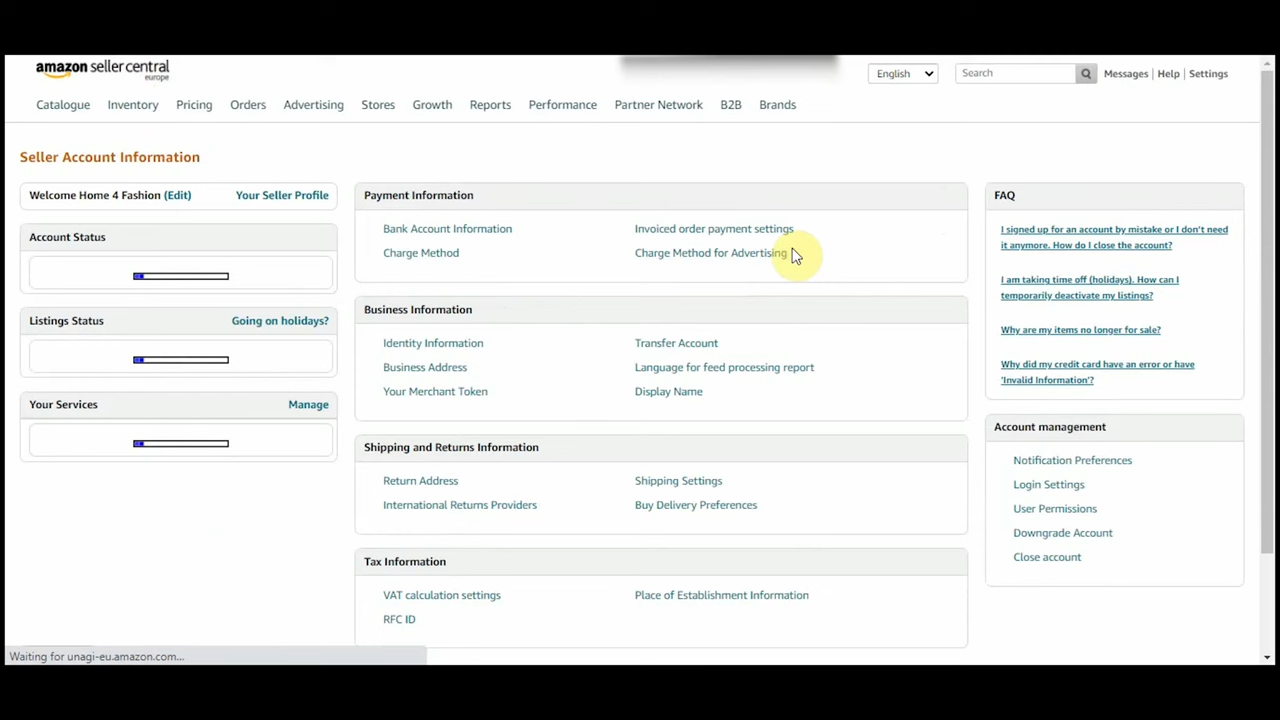 amazon seller central
europe
English
Search
Messages | Help | Settings
Catalogue Inventory Pricing Orders Advertising Stores Growth Reports Performance Partner Network B2B Brands
Seller Account Information
Welcome Home 4 Fashion (Edit) Your Seller Profile
Account Status
Listings Status Going on holidays?
Your Services Manage
Payment Information
Bank Account Information Invoiced order payment settings
Charge Method Charge Method for Advertising
Business Information
Identity Information Transfer Account
Business Address Language for feed processing report
Your Merchant Token Display Name
Shipping and Returns Information
Return Address Shipping Settings
International Returns Providers Buy Delivery Preferences
Tax Information
VAT calculation settings Place of Establishment Information
RFC ID
FAQ
I signed up for an account by mistake or I don't need
it anymore. How do I close the account?
I am taking time off (holidays). How can I
temporarily deactivate my listings?
Why are my items no longer for sale?
Why did my credit card have an error or have
'Invalid Information'?
Account management
Notification Preferences
Login Settings
User Permissions
Downgrade Account
Close account
Waiting for unagi-eu.amazon.com...